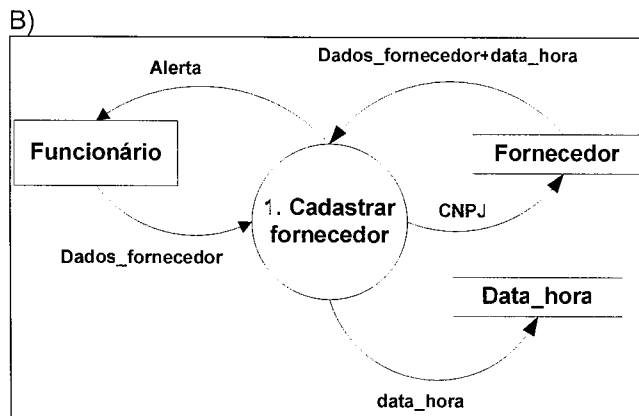 B)
Alerta
Dados_fornecedor+data_hora
Funcionário
Fornecedor
1. Cadastrar
fornecedor
CNPJ
Dados_fornecedor
Data_hora
data_hora